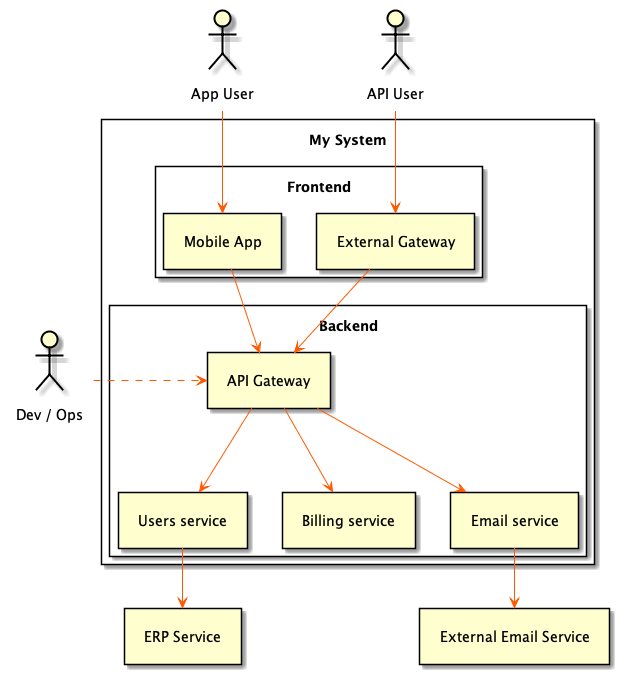 App User
API User
My System
Frontend
Mobile App
External Gateway
Backend
API Gateway
Dev / Ops
Users service
Billing service
Email service
ERP Service
External Email Service